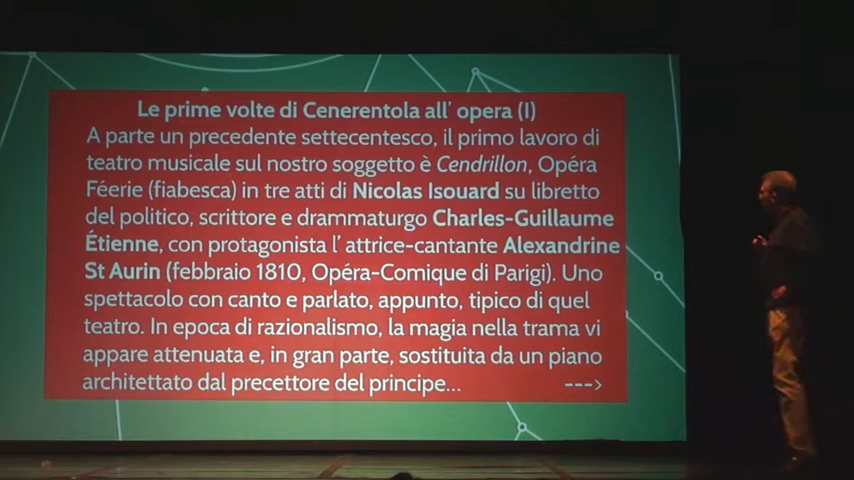 Le prime volte di Cenerentola all' opera (I)
A parte un precedente settecentesco, il primo lavoro di
teatro musicale sul nostro soggetto è Cendrillon, Opéra
Féerie (fiabesca) in tre atti di Nicolas Isouard su libretto
del politico, scrittore e drammaturgo Charles-Guillaume
Étienne, con protagonista l' attrice-cantante Alexandrine
St Aurin (febbraio 1810, Opéra-Comique di Parigi). Uno
spettacolo con canto e parlato, appunto, tipico di quel
teatro. In epoca di razionalismo, la magia nella trama vi
appare attenuata e, in gran parte, sostituita da un piano
architettato dal precettore del principe... --->